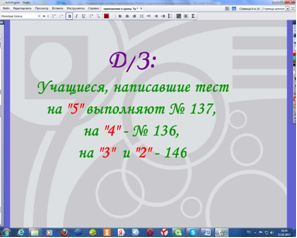 Д/З:
Учащиеся, написавшие тест
на "5" выполняют № 137,
на "4" - № 136,
на "3" и "2" - 146